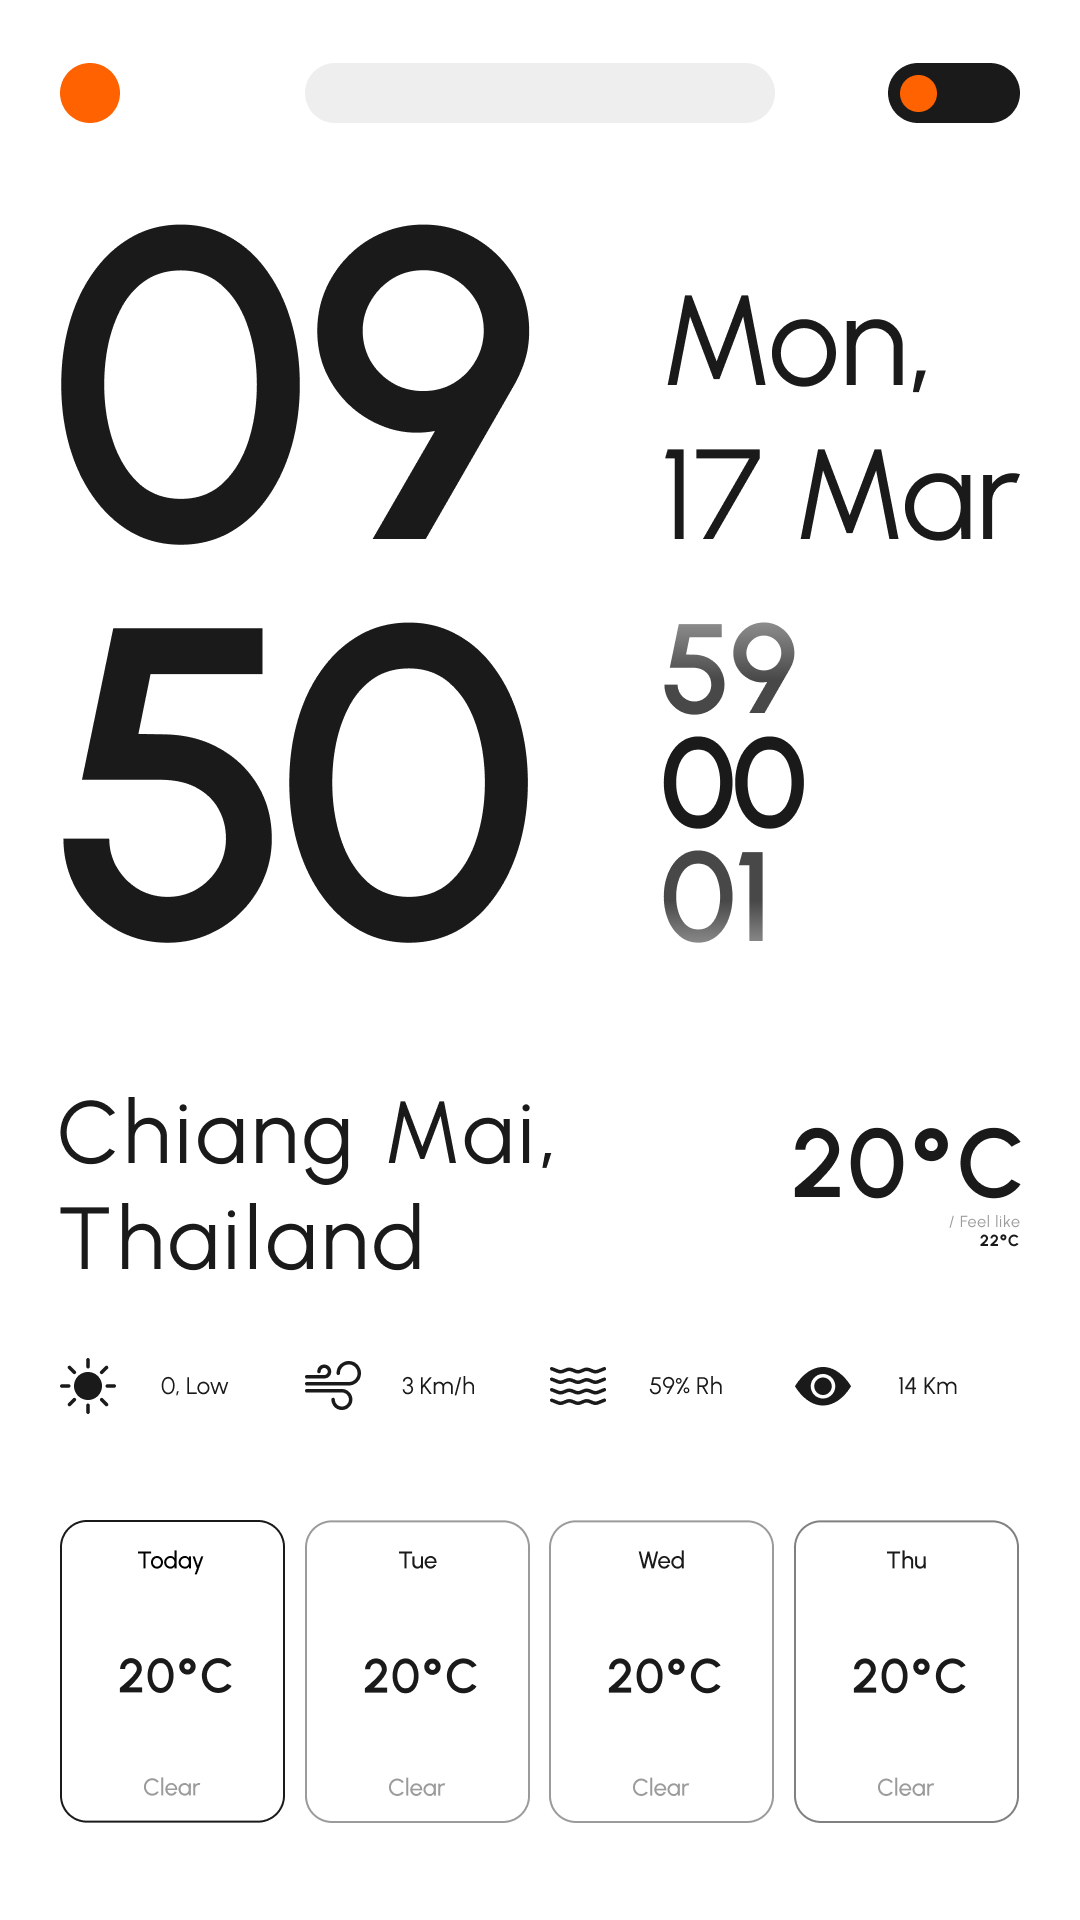 09
Mon,
17 Mar
50
59
00
01
Chiang Mai,
Thailand
20°C
/ Feel like
22°C
0, Low
3 Km/h
59% Rh
14 Km
Today
20°C
Clear
Tue
20°C
Clear
Wed
20°C
Clear
Thu
20°C
Clear